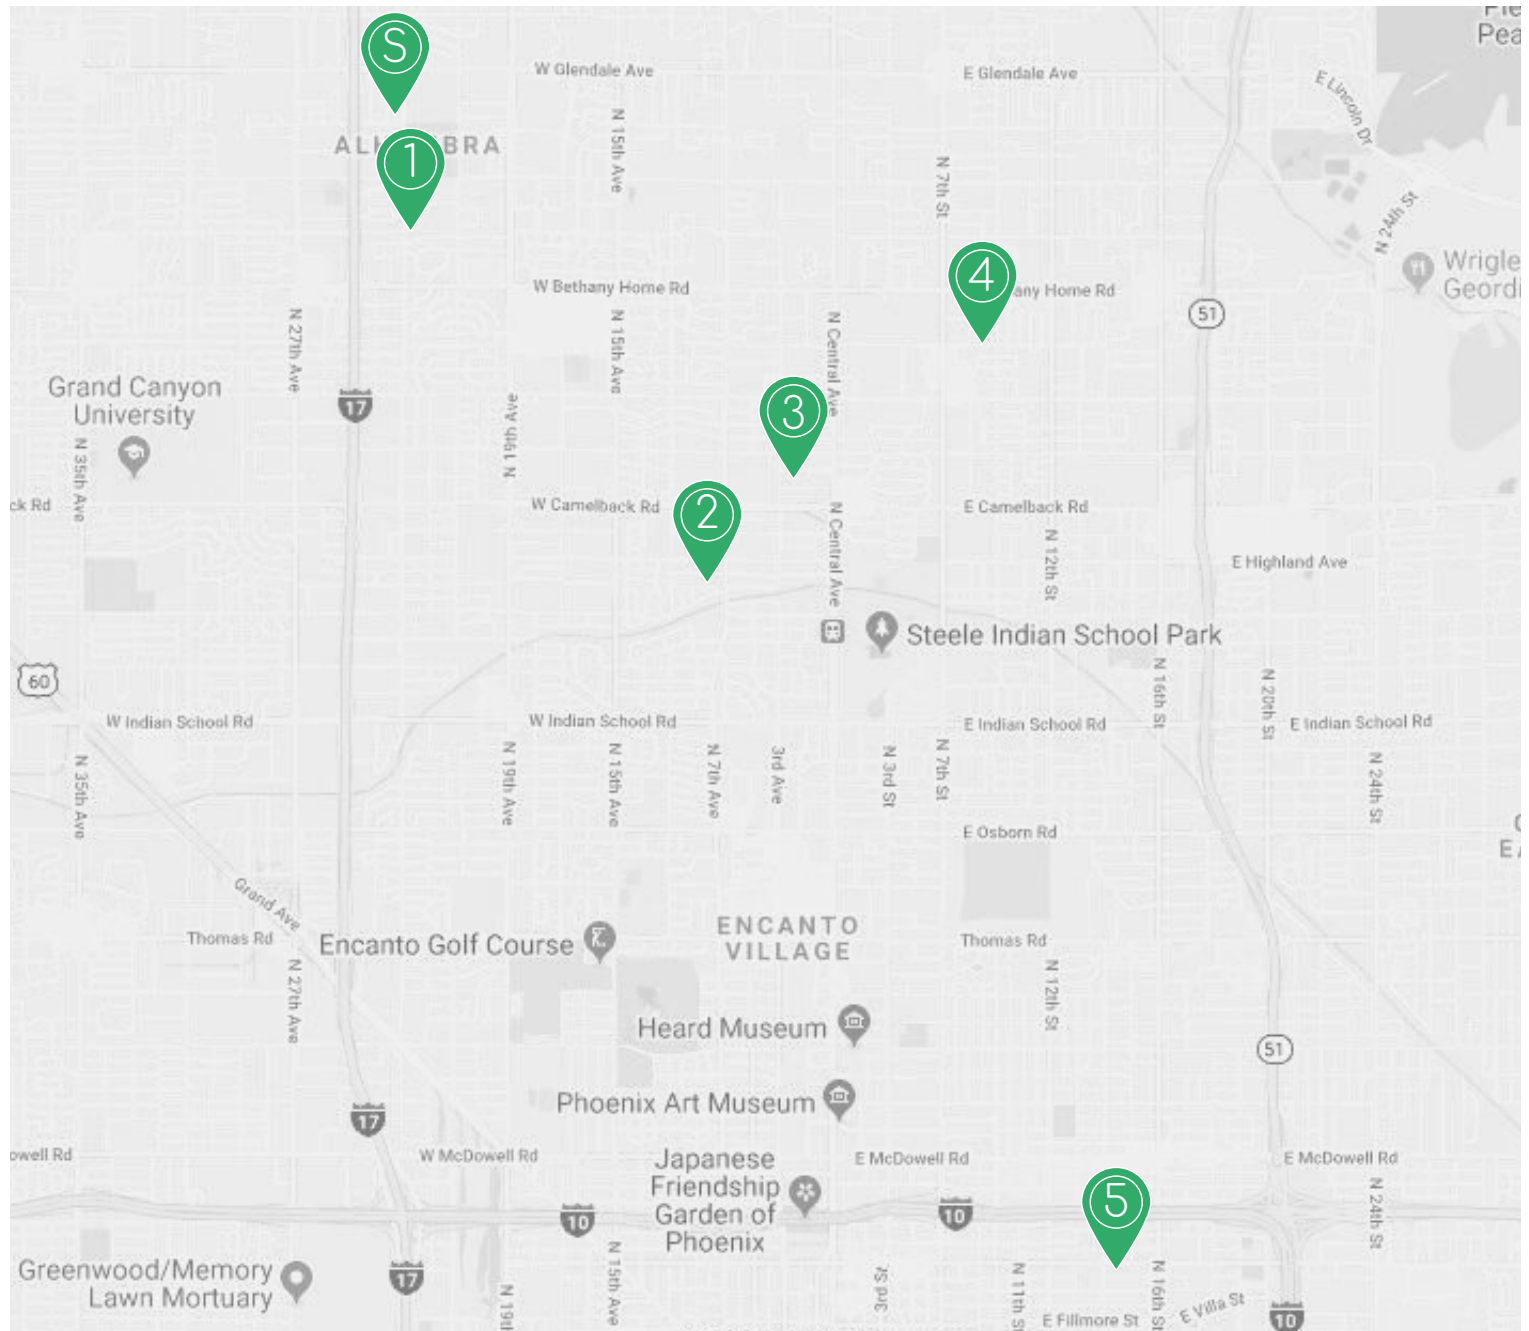 S
Pea
W Glendale Ave
E Glendale Ave
E Lincoln Dr
N 15th Ave
1
N 7th St
N 24th St
4
W Bethany Home Rd
any Home Rd
Wrigle
Geordi
51
N 27th Ave
N 15th Ave
N Central Ave
Grand Canyon
University
17
3
N 19th Ave
N 35th Ave
ck Rd
W Camelback Rd
2
E Camelback Rd
N Central Ave
N 12th St
E Highland Ave
Steele Indian School Park
60
N 16th St
N 20th St
W Indian School Rd
W Indian School Rd
E Indian School Rd
E Indian School Rd
N 35th Ave
N 19th Ave
N 15th Ave
N 7th Ave
3rd Ave
N 3rd St
N 7th St
N 24th St
E Osborn Rd
Grand Ave
Thomas Rd
Encanto Golf Course
ENCANTO
VILLAGE
Thomas Rd
N 27th Ave
N 12th St
Heard Museum
51
Phoenix Art Museum
17
owell Rd
W McDowell Rd
Japanese
Friendship
Garden of
Phoenix
E McDowell Rd
E McDowell Rd
5
10
10
N 24th St
Greenwood/Memory
Lawn Mortuary
17
N 15th Ave
N 19t
3rd St
N 11th St
N 16th St
E Villa St
E Fillmore St
10